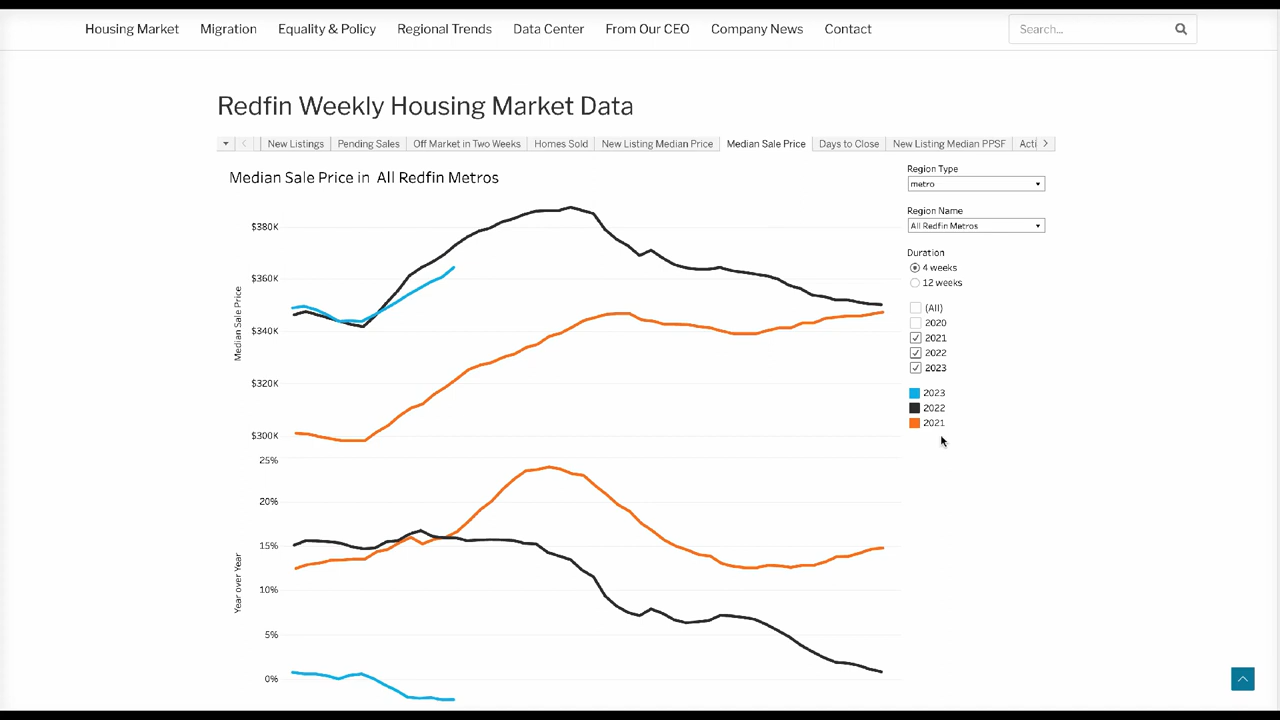 Housing Market Migration Equality & Policy Regional Trends Data Center From Our CEO Company News Contact Search...
Redfin Weekly Housing Market Data
New Listings Pending Sales Off Market in Two Weeks Homes Sold New Listing Median Price Median Sale Price Days to Close New Listing Median PPSF Acti
Median Sale Price in All Redfin Metros
Region Type
metro
Region Name
All Redfin Metros
Duration
4 weeks
12 weeks
(All)
2020
2021
2022
2023
2023
2022
2021
Median Sale Price
$380K
$360K
$340K
$320K
$300K
Year over Year
25%
20%
15%
10%
5%
0%